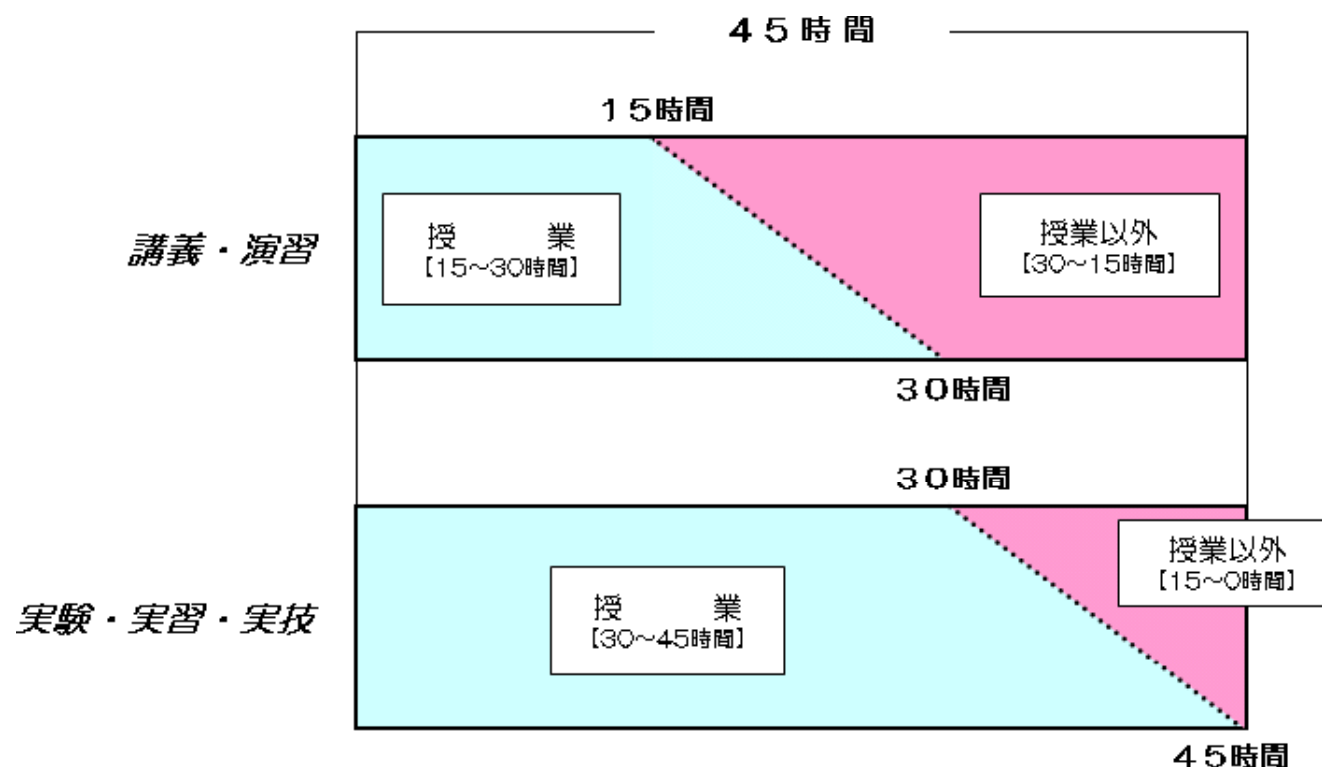 ４５時間
１５時間
講義・演習
授　　業
【15～30時間】
授業以外
【30～15時間】
３０時間
３０時間
実験・実習・実技
授　　業
【30～45時間】
授業以外
【15～0時間】
４５時間